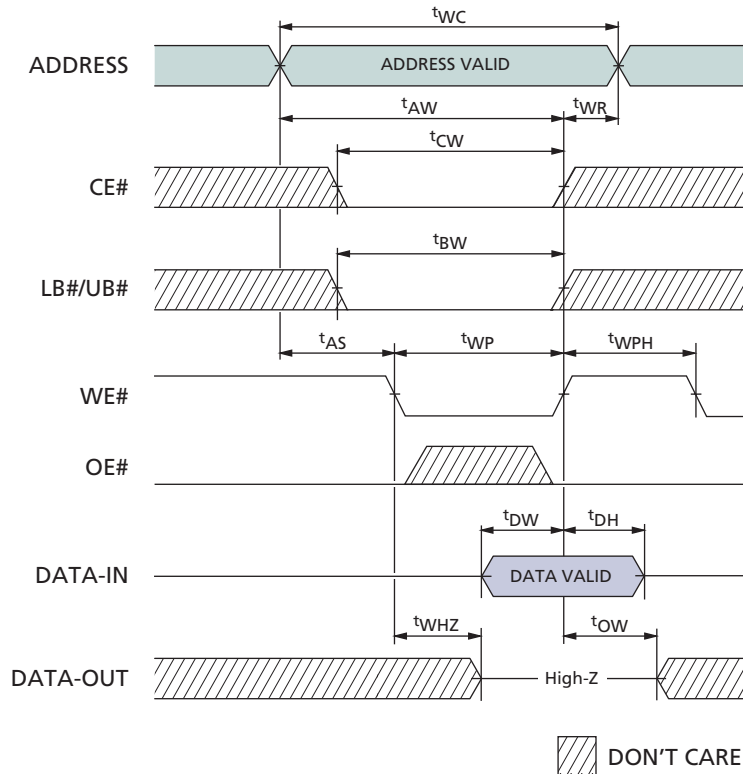 tWC
ADDRESS
ADDRESS VALID
tAW
tWR
tCW
CE#
tBW
LB#/UB#
tAS
tWP
tWPH
WE#
OE#
tDW
tDH
DATA-IN
DATA VALID
tWHZ
tOW
DATA-OUT
High-Z
DON'T CARE